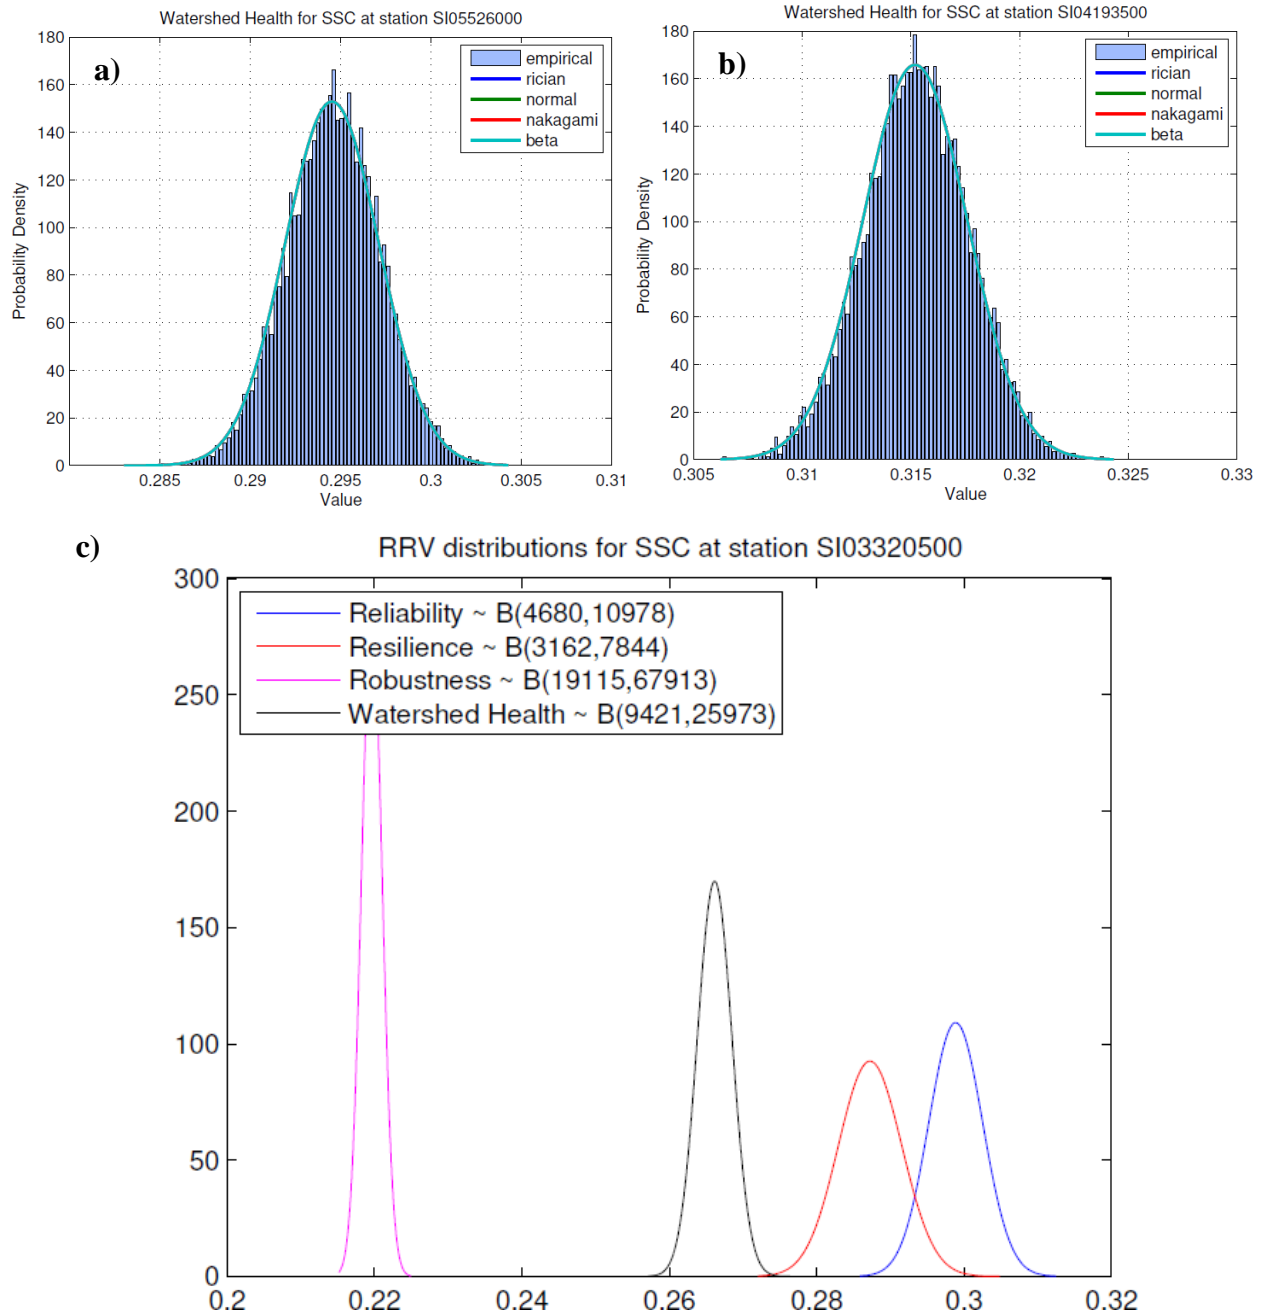 Watershed Health for SSC at station SI05526000
a)
180
160
140
120
100
80
60
40
20
0
Probability Density
empirical
rician
normal
nakagami
beta
0.285 0.29 0.295 0.3 0.305 0.31
Value
Watershed Health for SSC at station SI04193500
b)
180
160
140
120
100
80
60
40
20
0
Probability Density
empirical
rician
normal
nakagami
beta
0.305 0.31 0.315 0.32 0.325 0.33
Value
c)
RRV distributions for SSC at station SI03320500
300
250
200
150
100
50
0
Reliability ~ B(4680,10978)
Resilience ~ B(3162,7844)
Robustness ~ B(19115,67913)
Watershed Health ~ B(9421,25973)
0.2 0.22 0.24 0.26 0.28 0.3 0.32